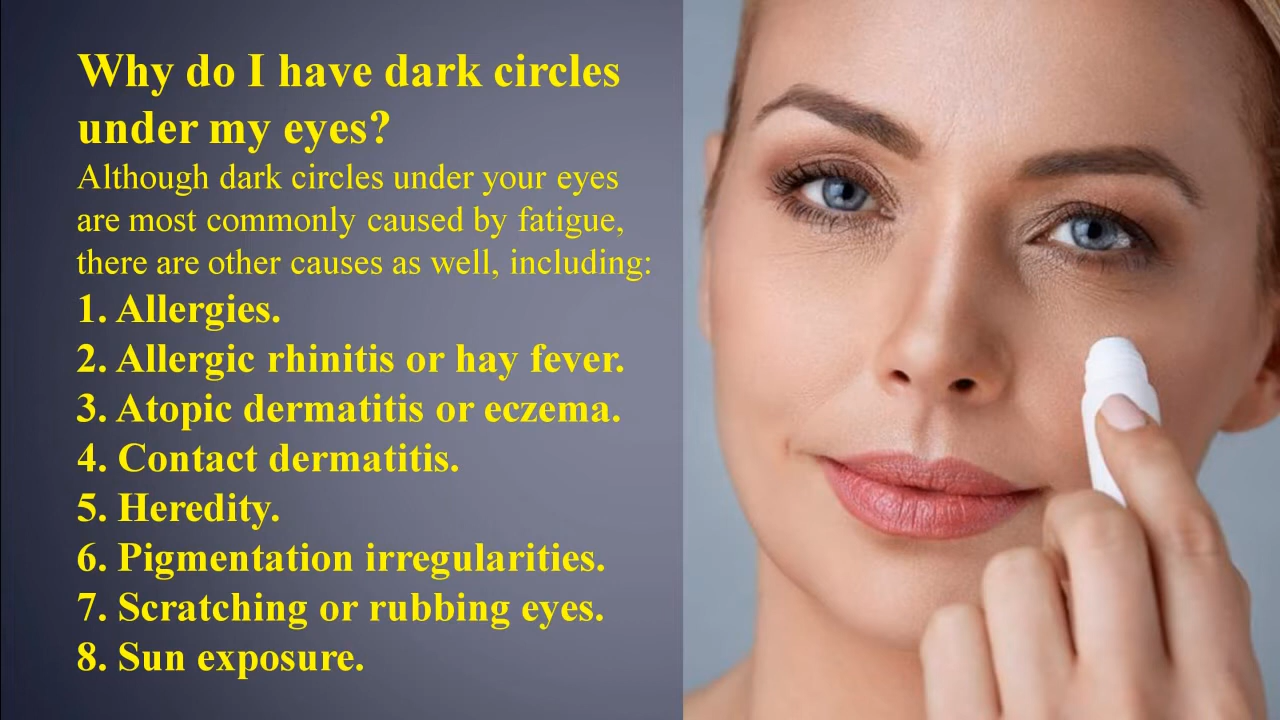 Why do I have dark circles
under my eyes?
Although dark circles under your eyes
are most commonly caused by fatigue,
there are other causes as well, including:
1. Allergies.
2. Allergic rhinitis or hay fever.
3. Atopic dermatitis or eczema.
4. Contact dermatitis.
5. Heredity.
6. Pigmentation irregularities.
7. Scratching or rubbing eyes.
8. Sun exposure.